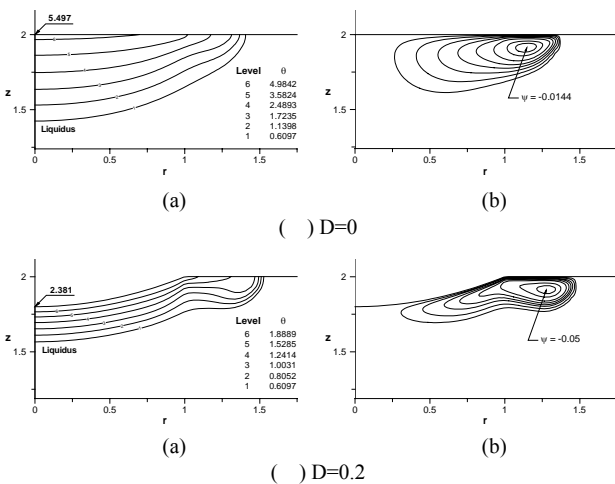 5.497
2
z
1.5
Liquidus
Level θ
6 4.9842
5 3.5824
4 2.4893
3 1.7235
2 1.1398
1 0.6097
0 0.5 1 1.5
r
(a)
2
z
1.5
ψ = -0.0144
0 0.5 1 1.5
r
(b)
( ) D=0
2
2.381
z
1.5
Liquidus
Level θ
6 1.8889
5 1.5285
4 1.2414
3 1.0031
2 0.8052
1 0.6097
0 0.5 1 1.5
r
(a)
2
z
1.5
ψ = -0.05
0 0.5 1 1.5
r
(b)
( ) D=0.2